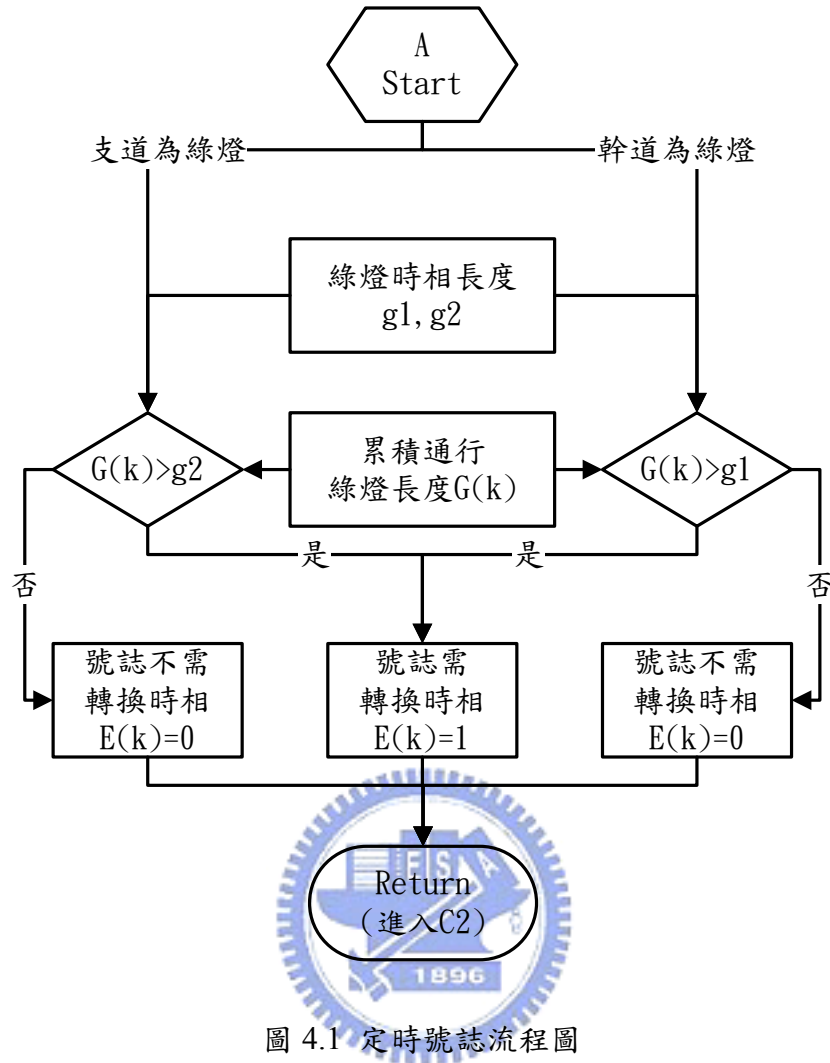 A
Start
支道為綠燈
幹道為綠燈
綠燈時相長度
g1,g2
G(k)>g2
累積通行
綠燈長度G(k)
G(k)>g1
是
是
否
否
號誌不需
轉換時相
E(k)=0
號誌需
轉換時相
E(k)=1
號誌不需
轉換時相
E(k)=0
ESA
Return
(進入C2)
1896
圖 4.1 定時號誌流程圖